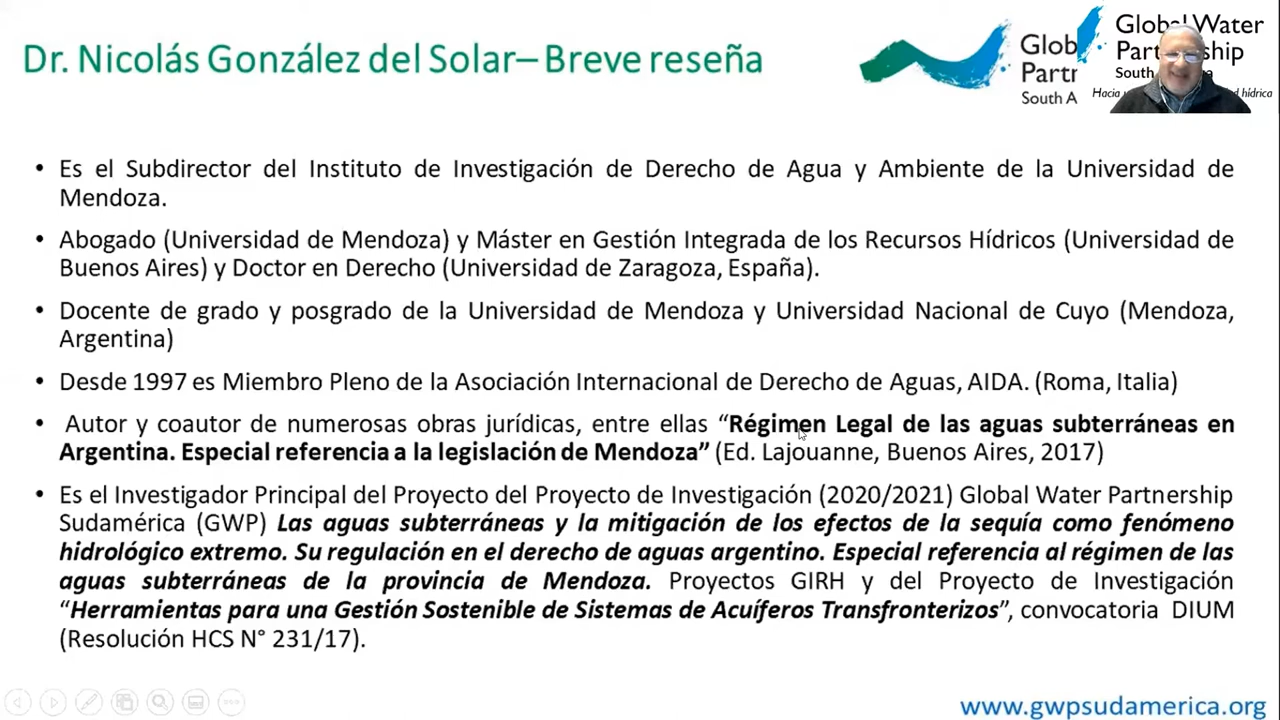 Dr. Nicolás González del Solar– Breve reseña
Glob
Partr
South A
Global Water
Partnership
South
Hacia
hídrica
• Es el Subdirector del Instituto de Investigación de Derecho de Agua y Ambiente de la Universidad de
Mendoza.
• Abogado (Universidad de Mendoza) y Máster en Gestión Integrada de los Recursos Hídricos (Universidad de
Buenos Aires) y Doctor en Derecho (Universidad de Zaragoza, España).
• Docente de grado y posgrado de la Universidad de Mendoza y Universidad Nacional de Cuyo (Mendoza,
Argentina)
• Desde 1997 es Miembro Pleno de la Asociación Internacional de Derecho de Aguas, AIDA. (Roma, Italia)
• Autor y coautor de numerosas obras jurídicas, entre ellas “Régimen Legal de las aguas subterráneas en
Argentina. Especial referencia a la legislación de Mendoza” (Ed. Lajouanne, Buenos Aires, 2017)
• Es el Investigador Principal del Proyecto del Proyecto de Investigación (2020/2021) Global Water Partnership
Sudamérica (GWP) Las aguas subterráneas y la mitigación de los efectos de la sequía como fenómeno
hidrológico extremo. Su regulación en el derecho de aguas argentino. Especial referencia al régimen de las
aguas subterráneas de la provincia de Mendoza. Proyectos GIRH y del Proyecto de Investigación
“Herramientas para una Gestión Sostenible de Sistemas de Acuíferos Transfronterizos”, convocatoria DIUM
(Resolución HCS N° 231/17).
www.gwpsudamerica.org